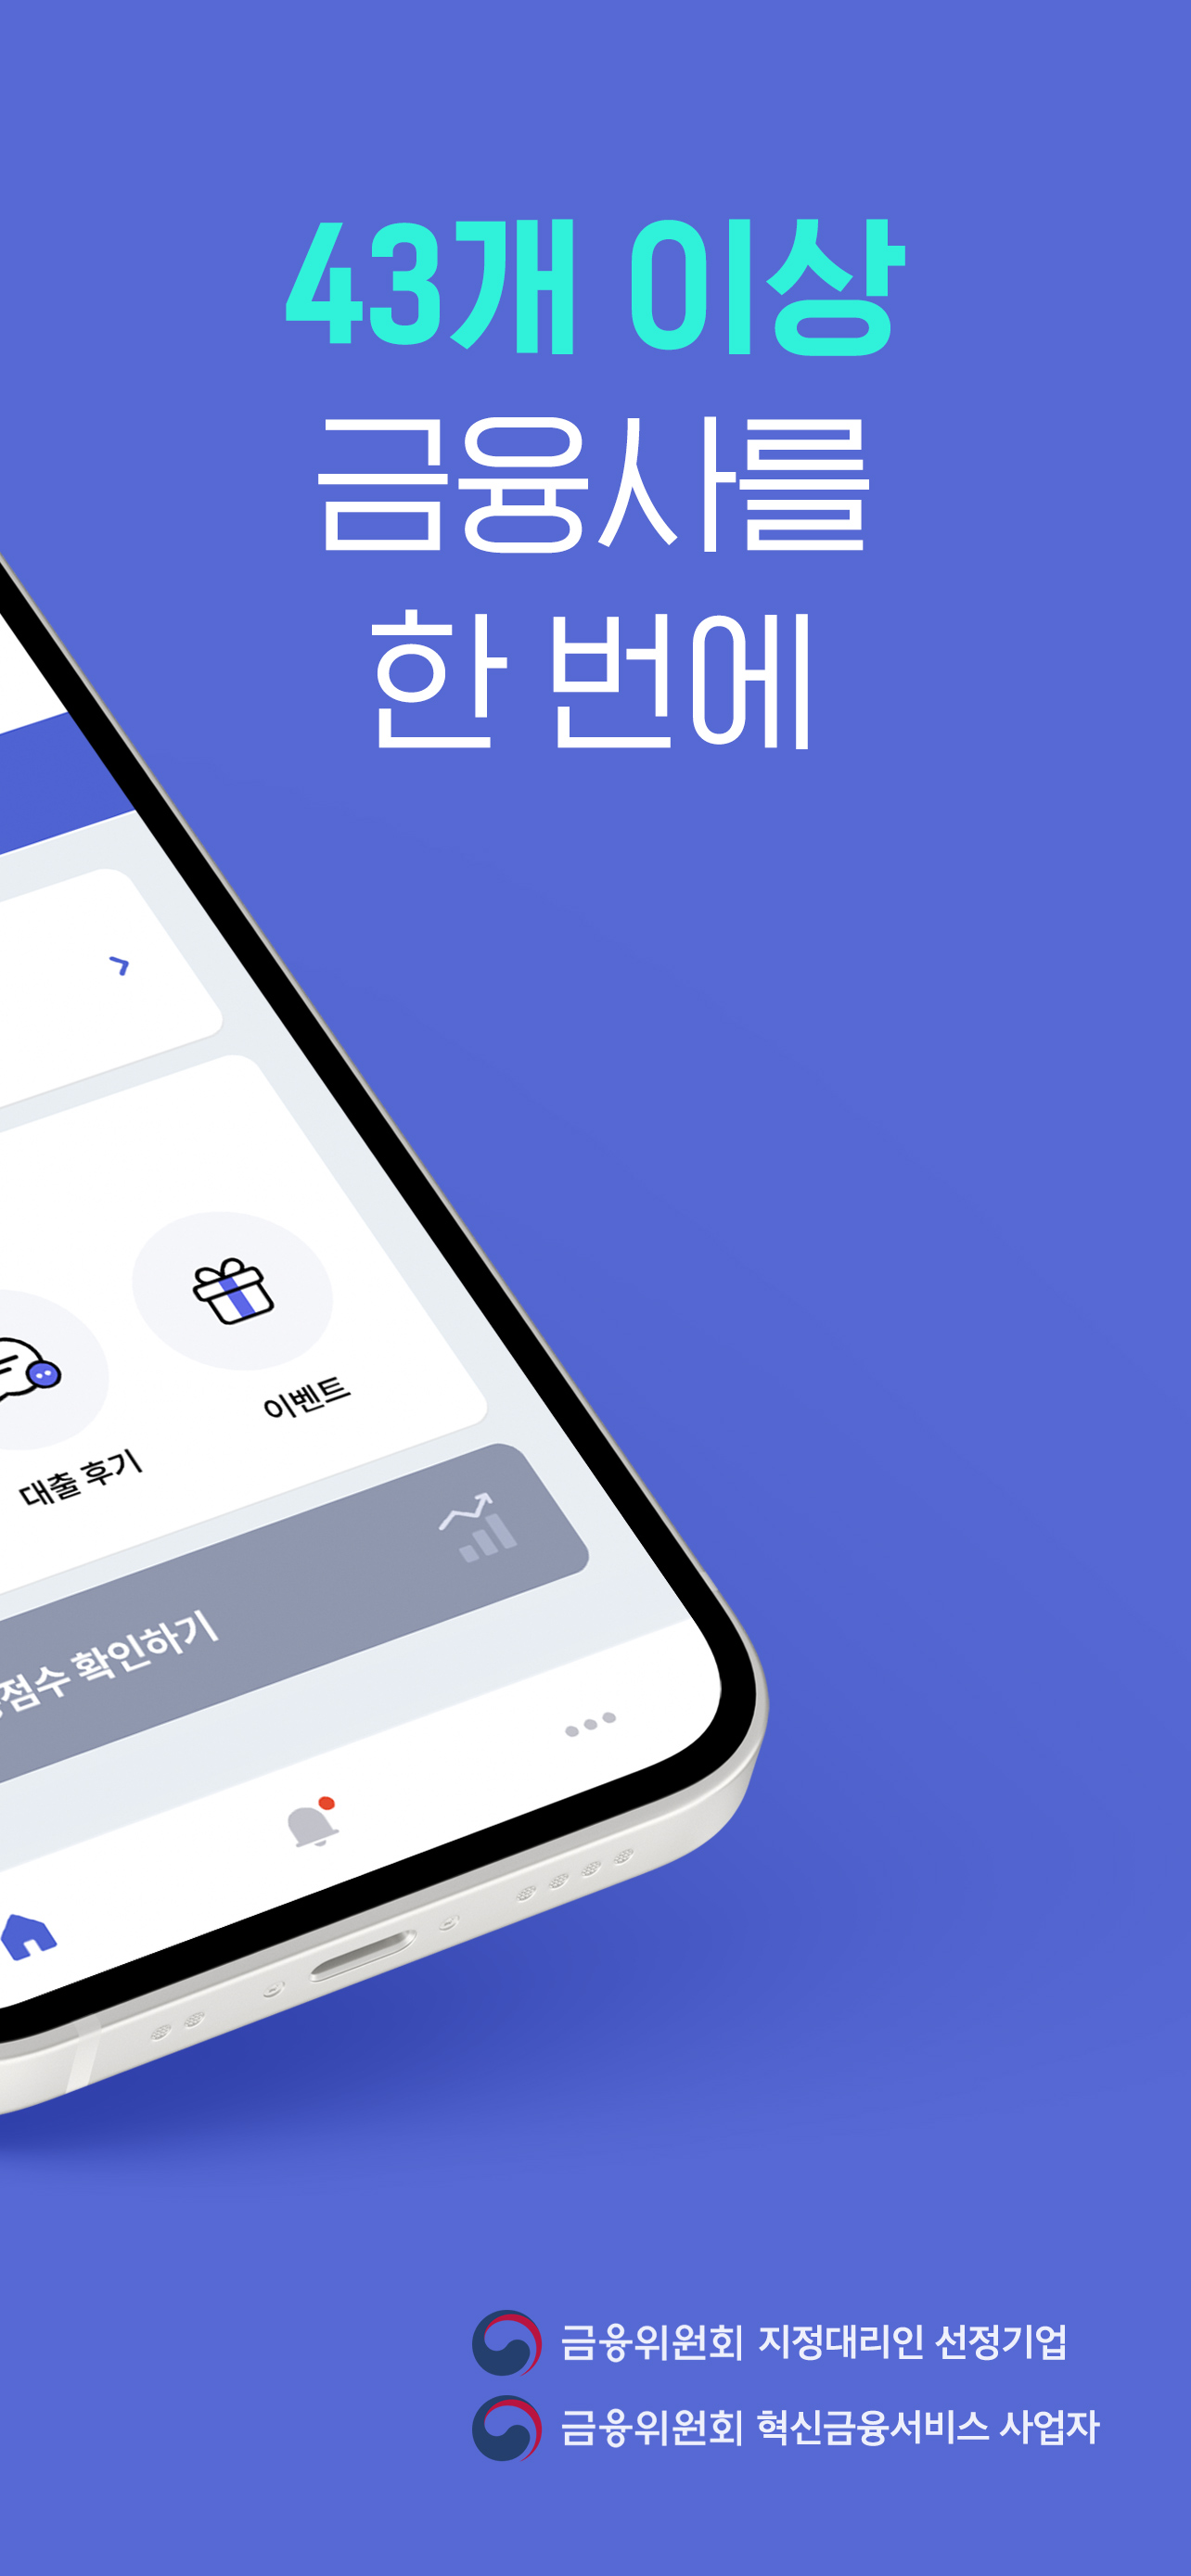 43개 이상
금융사를
한 번에
이벤트
대출 후기
점수 확인하기
금융위원회 지정대리인 선정기업
금융위원회 혁신금융서비스 사업자